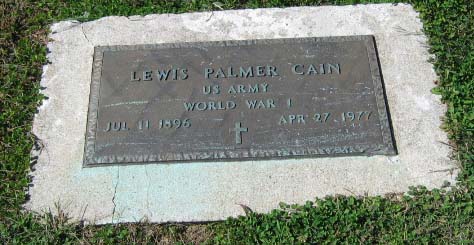 LEWIS PALMER CAIN
US ARMY
WORLD WAR I
JUL 11 1896 APR 27 1977